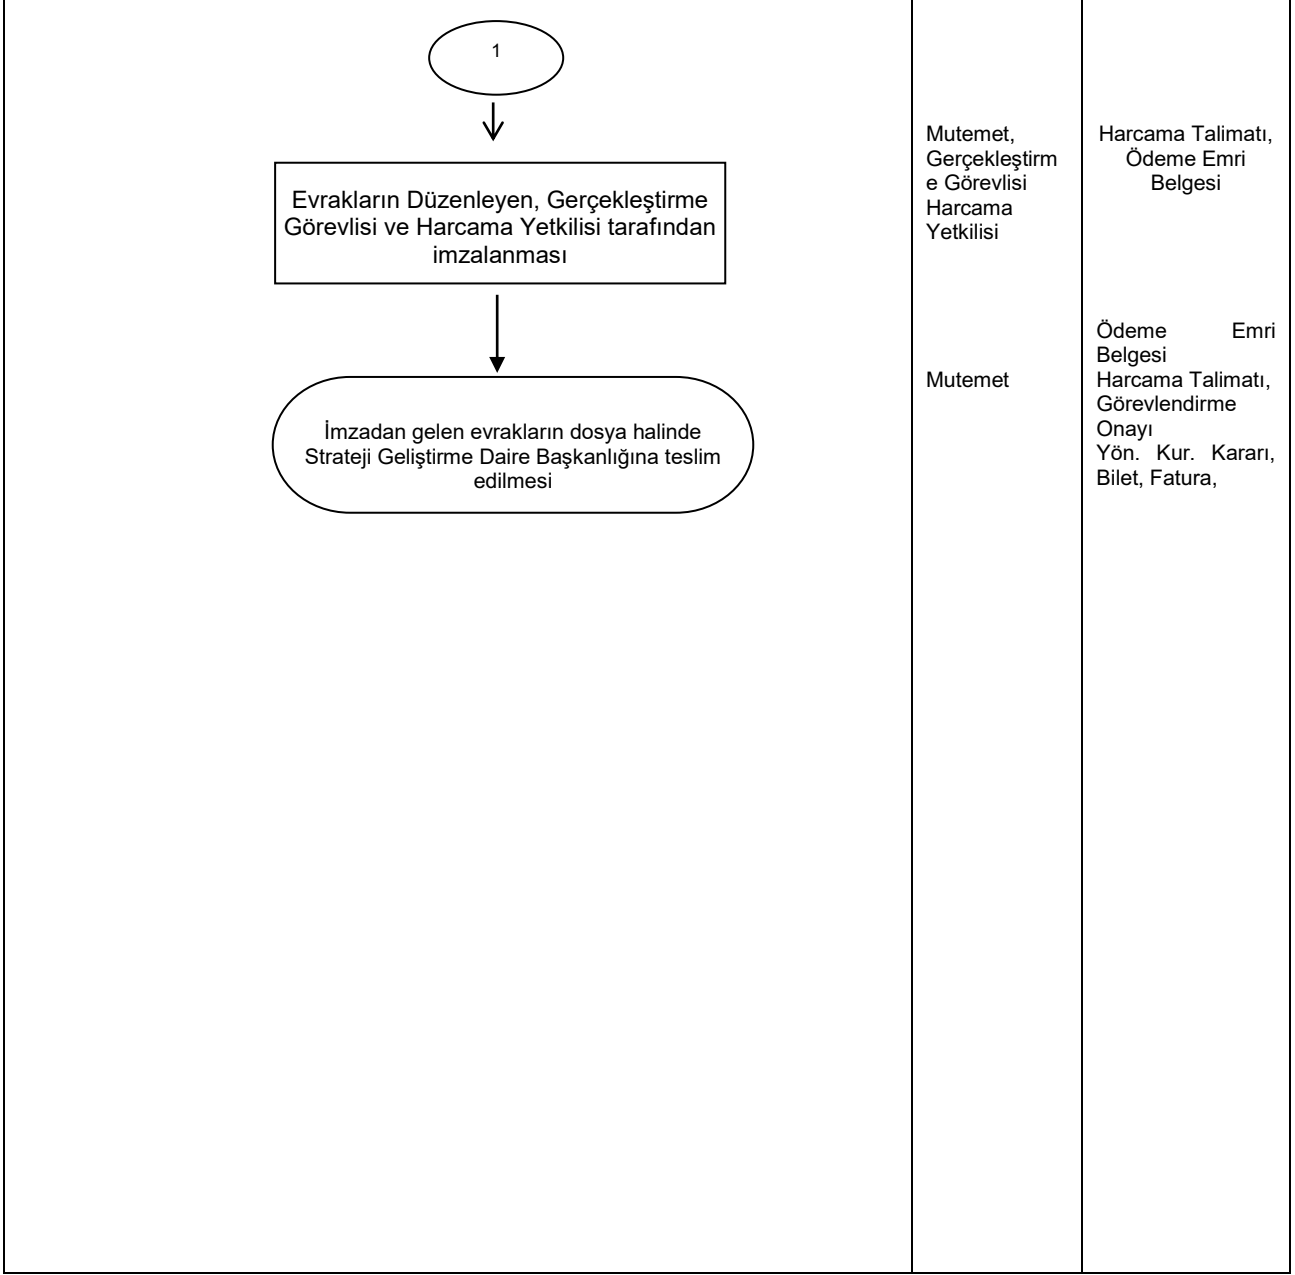 1
Evrakların Düzenleyen, Gerçekleştirme
Görevlisi ve Harcama Yetkilisi tarafından
imzalanması
Mutemet,
Gerçekleştirm
e Görevlisi
Harcama
Yetkilisi
Harcama Talimatı,
Ödeme Emri
Belgesi
İmzadan gelen evrakların dosya halinde
Strateji Geliştirme Daire Başkanlığına teslim
edilmesi
Mutemet
Ödeme Emri
Belgesi
Harcama Talimatı,
Görevlendirme
Onayı
Yön. Kur. Kararı,
Bilet, Fatura,